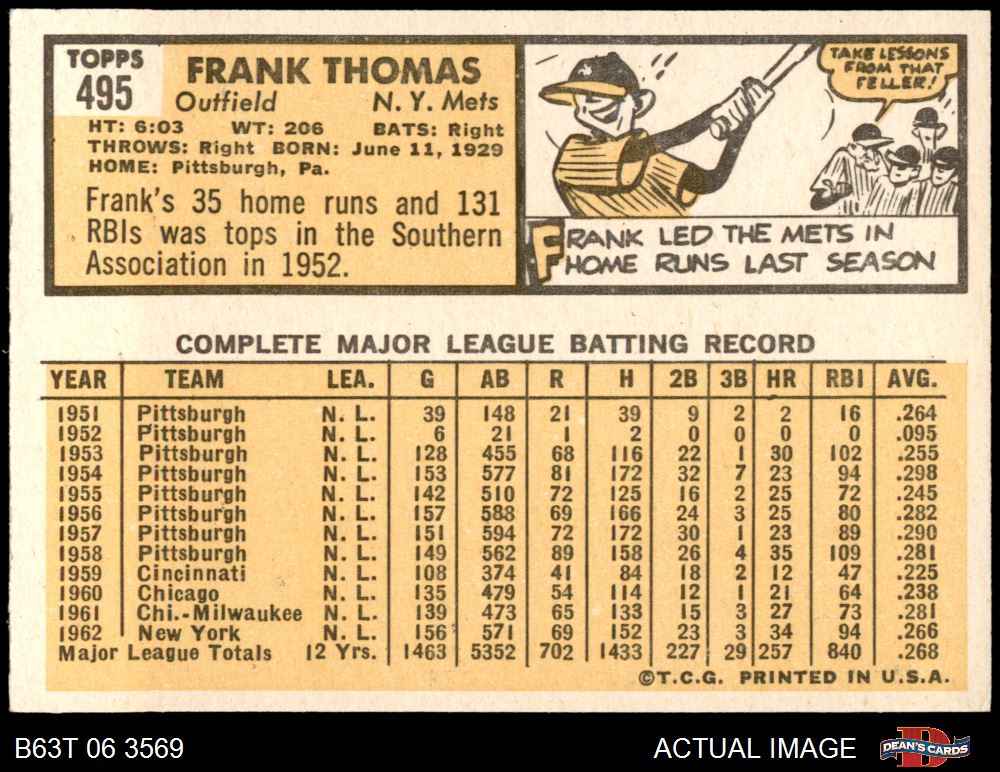 TOPPS
495
FRANK THOMAS
Outfield N. Y. Mets
HT: 6:03 WT: 206 BATS: Right
THROWS: Right BORN: June 11, 1929
HOME: Pittsburgh, Pa.
Frank's 35 home runs and 131
RBIs was tops in the Southern
Association in 1952.
TAKE LESSONS
FROM THAT
FELLER!
FRANK LED THE METS IN
HOME RUNS LAST SEASON
COMPLETE MAJOR LEAGUE BATTING RECORD
YEAR TEAM LEA. G AB R H 2B 3B HR RBI AVG.
1951 Pittsburgh N. L. 39 148 21 39 9 2 2 16 .264
1952 Pittsburgh N. L. 6 21 1 2 0 0 0 0 .095
1953 Pittsburgh N. L. 128 455 68 116 22 1 30 102 .255
1954 Pittsburgh N. L. 153 577 81 172 32 7 23 94 .298
1955 Pittsburgh N. L. 142 510 72 125 16 2 25 72 .245
1956 Pittsburgh N. L. 157 588 69 166 24 3 25 80 .282
1957 Pittsburgh N. L. 151 594 72 172 30 1 23 89 .290
1958 Pittsburgh N. L. 149 562 89 158 26 4 35 109 .281
1959 Cincinnati N. L. 108 374 41 84 18 2 12 47 .225
1960 Chicago N. L. 135 479 54 114 12 1 21 64 .238
1961 Chi.-Milwaukee N. L. 139 473 65 133 15 3 27 73 .281
1962 New York N. L. 156 571 69 152 23 3 34 94 .266
Major League Totals 12 Yrs. 1463 5352 702 1433 227 29 257 840 .268
©T.C.G. PRINTED IN U.S.A.
B63T 06 3569 ACTUAL IMAGE DEAN'S CARDS